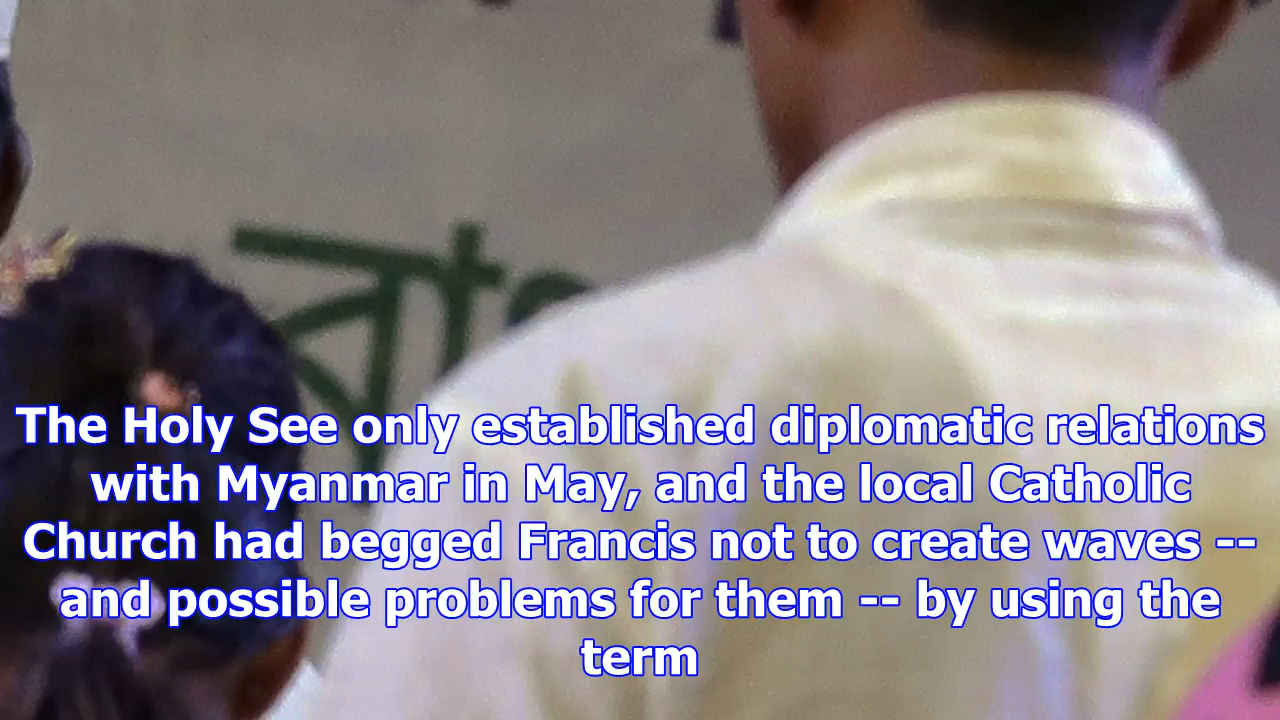 The Holy See only established diplomatic relations
with Myanmar in May, and the local Catholic
Church had begged Francis not to create waves --
and possible problems for them -- by using the
term